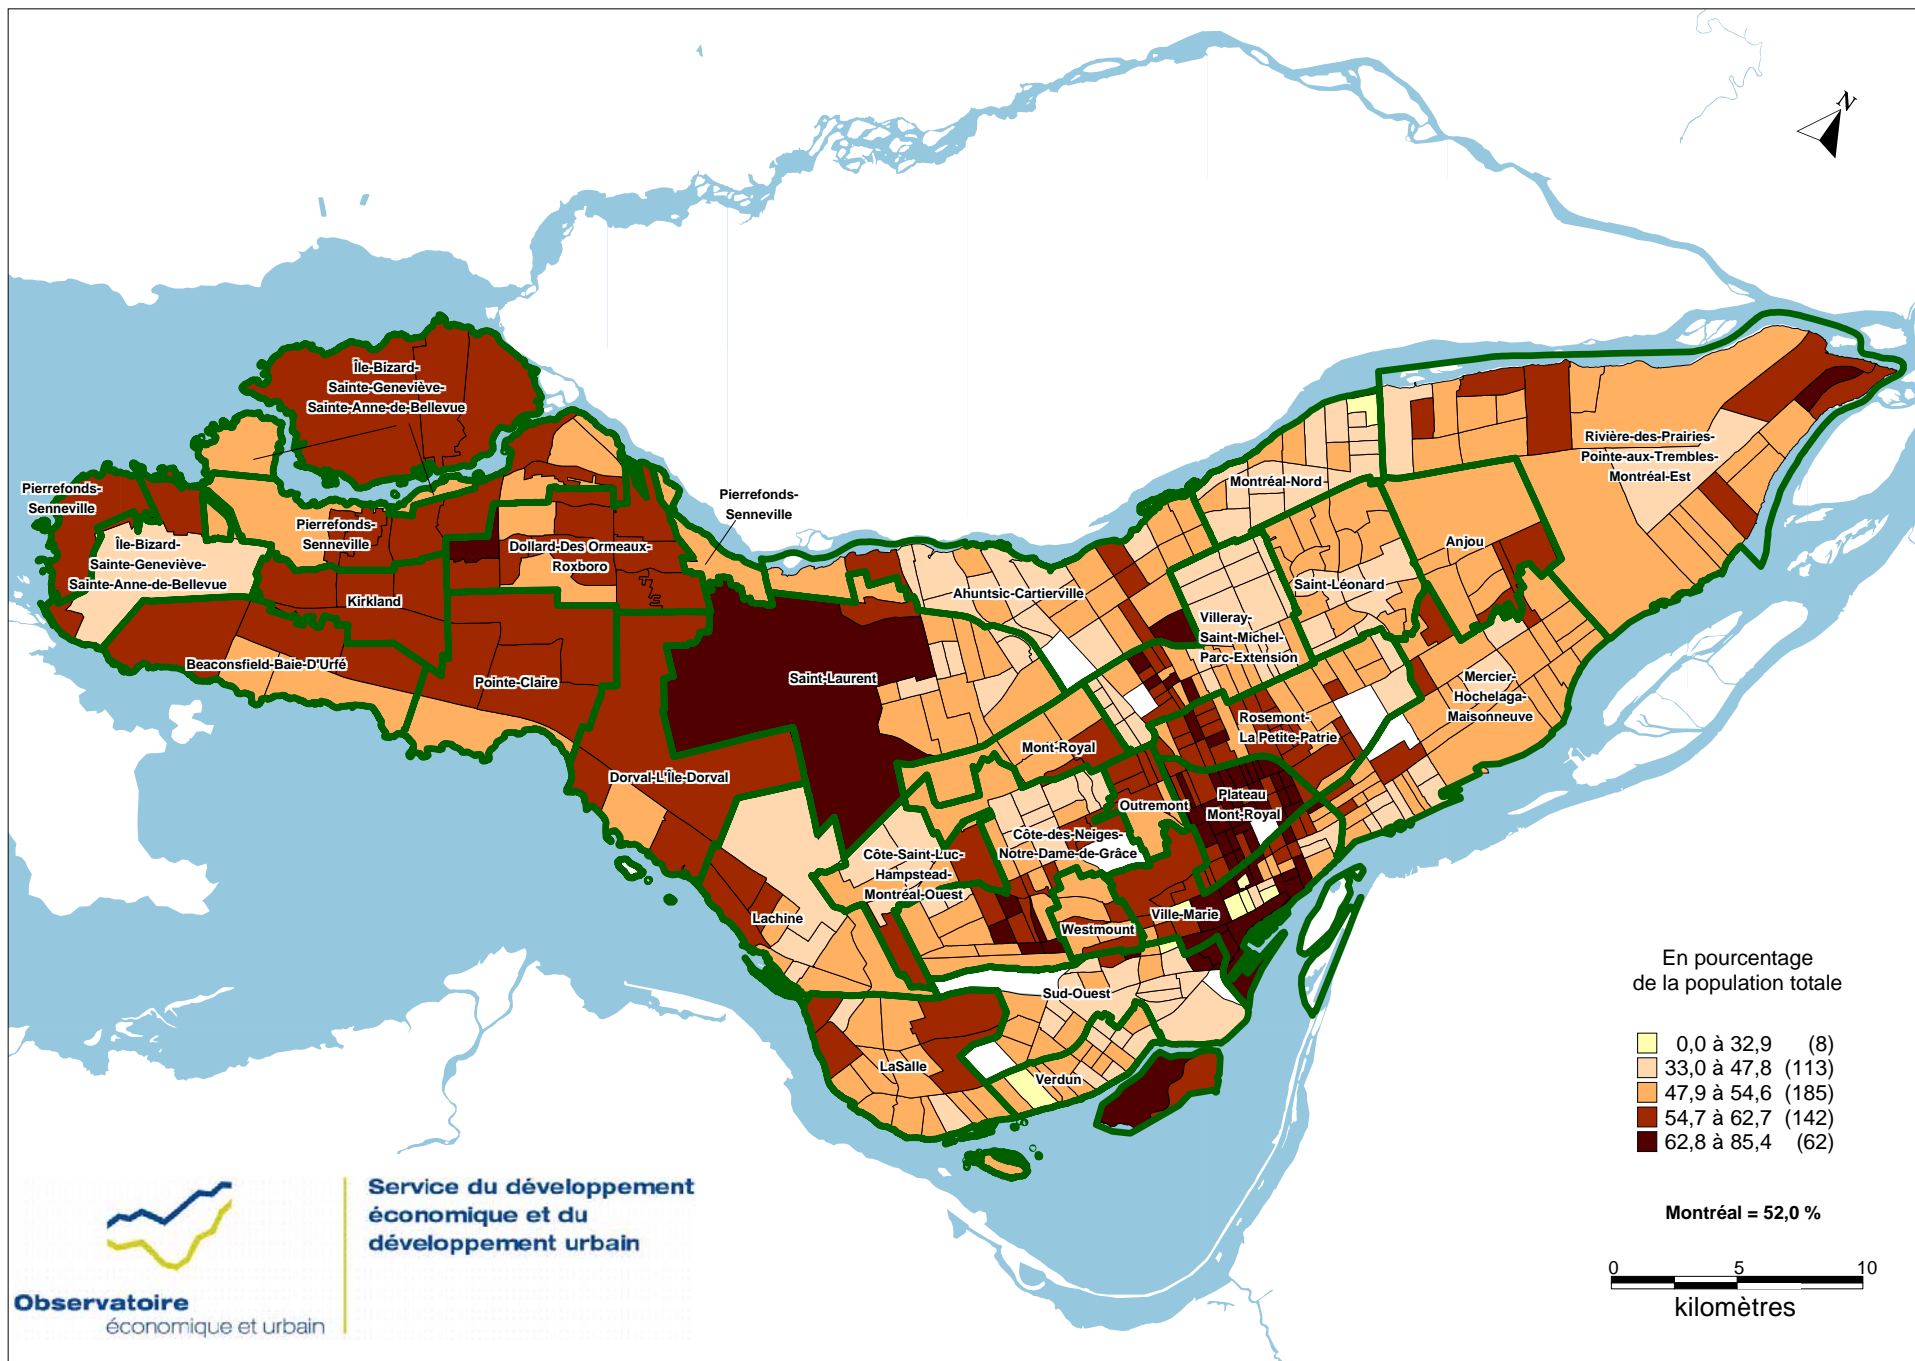 N
Île-Bizard-
Sainte-Geneviève-
Sainte-Anne-de-Bellevue
Pierrefonds-
Senneville
Pierrefonds-
Senneville
Pierrefonds-
Senneville
Île-Bizard-
Sainte-Geneviève-
Sainte-Anne-de-Bellevue
Dollard-Des Ormeaux-
Roxboro
Kirkland
Beaconsfield-Baie-D'Urfé
Pointe-Claire
Dorval-L'Île-Dorval
Saint-Laurent
Ahuntsic-Cartierville
Montréal-Nord
Rivière-des-Prairies-
Pointe-aux-Trembles-
Montréal-Est
Anjou
Saint-Léonard
Villeray-
Saint-Michel-
Parc-Extension
Mercier-
Hochelaga-
Maisonneuve
Rosemont-
La Petite-Patrie
Mont-Royal
Outremont
Plateau
Mont-Royal
Côte-des-Neiges-
Notre-Dame-de-Grâce
Côte-Saint-Luc-
Hampstead-
Montréal-Ouest
Lachine
Westmount
Ville-Marie
Sud-Ouest
LaSalle
Verdun
En pourcentage
de la population totale
0,0 à 32,9 (8)
33,0 à 47,8 (113)
47,9 à 54,6 (185)
54,7 à 62,7 (142)
62,8 à 85,4 (62)
Montréal = 52,0 %
0 5 10
kilomètres
Service du développement
économique et du
développement urbain
Observatoire
économique et urbain